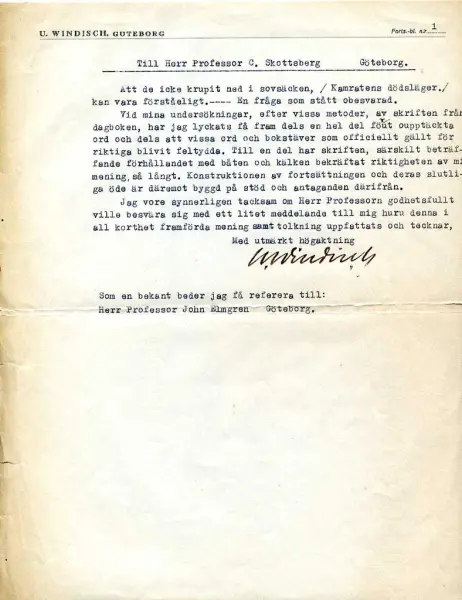 U. WINDISCH, GÖTEBORG
Forts.-bl. n:r 1
Till Herr Professor C. Skottsberg Göteborg.
Att de icke krupit ned i sovsäcken, / Kamratens dödsläger./
kan vara förståeligt.---- En fråga som stått obesvarad.
Vid mina undersökningar, efter vissa metoder, av skriften från
dagboken, har jag lyckats få fram dels en hel del förut oupptäckta
ord och dels att vissa ord och bokstäver som officiellt gällt för
riktiga blivit feltydda. Till en del har skriften, särskilt beträf-
fande förhållandet med båten och kälken bekräftat riktigheten av mi
mening, så långt. Konstruktionen av fortsättningen och deras slutli-
ga öde är däremot byggd på stöd och antaganden därifrån.
Jag vore synnerligen tacksam om Herr Professorn godhetsfullt
ville besvära sig med ett litet meddelande till mig huru denna i
all korthet framförda mening samt tolkning uppfattats och tecknar,
Med utmärkt högaktning
U. Windisch
Som en bekant beder jag få referera till:
Herr Professor John Almgren Göteborg.